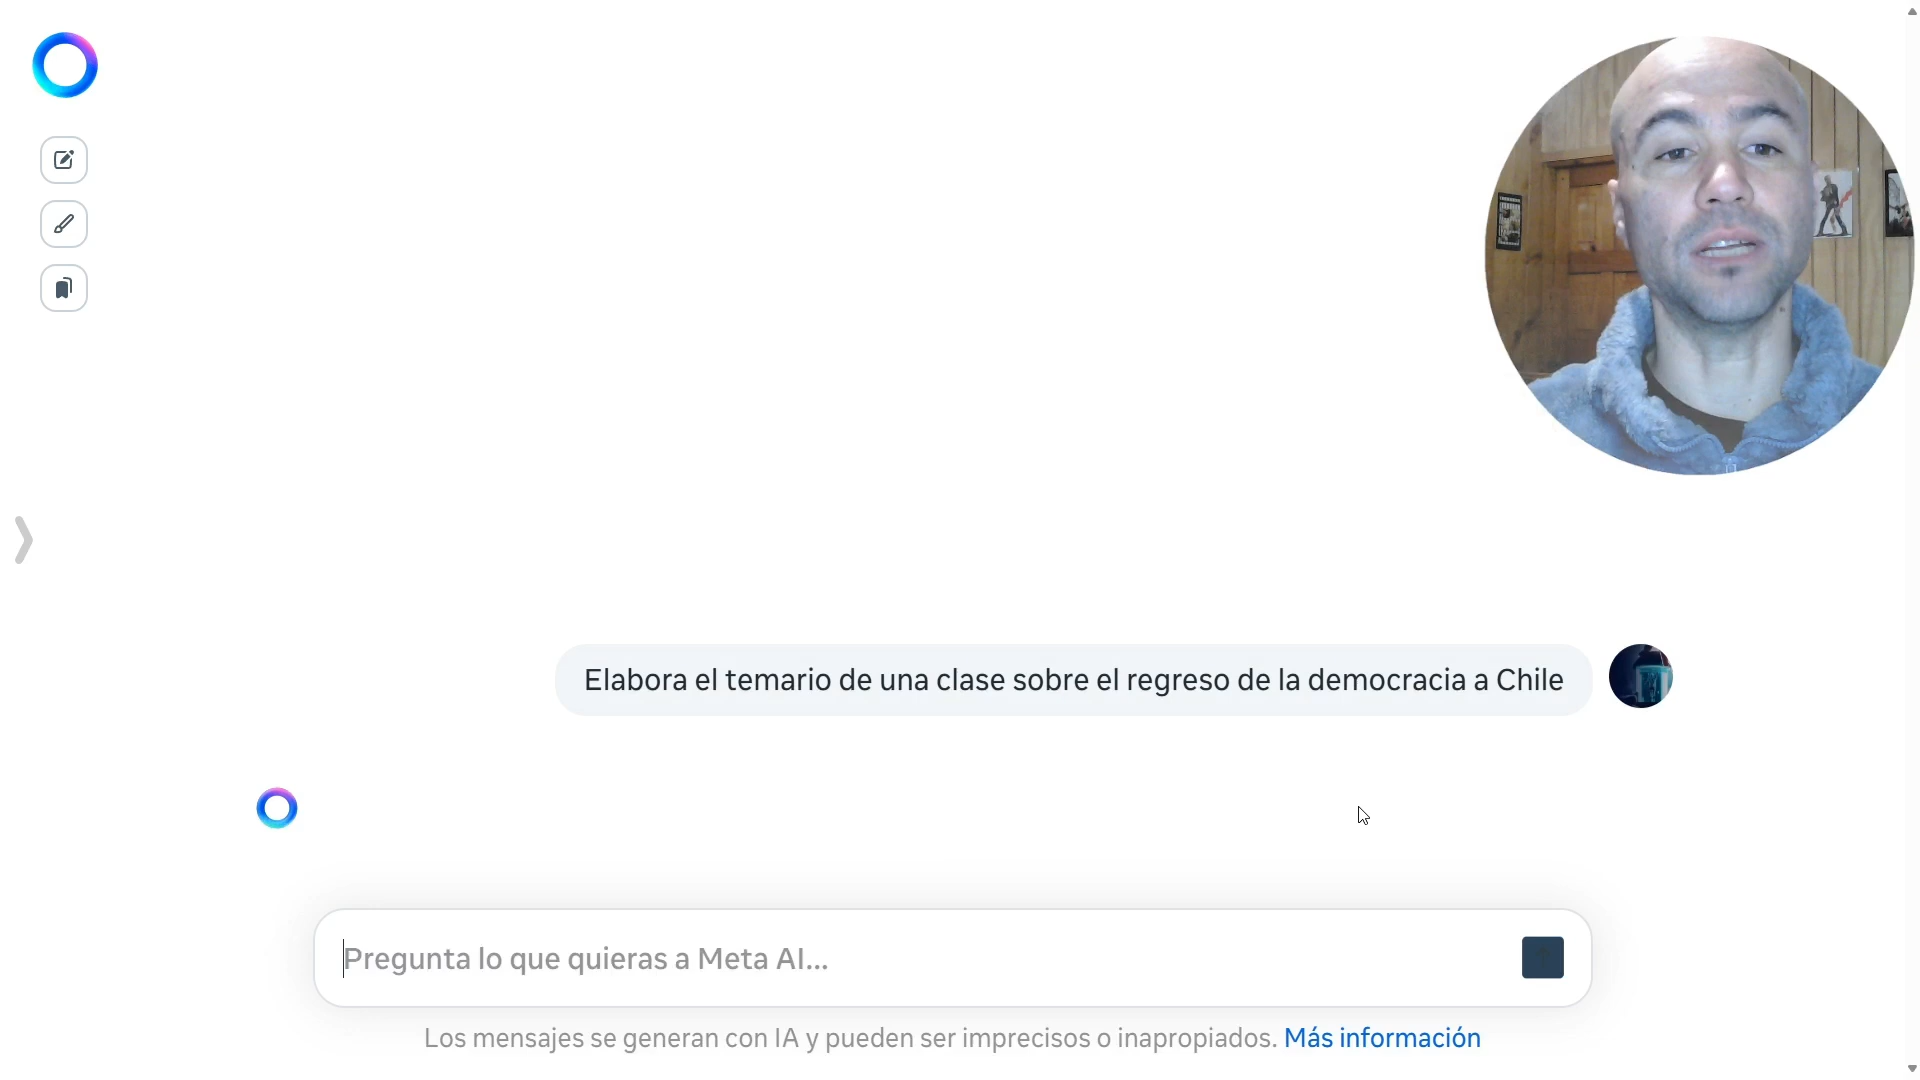 Elabora el temario de una clase sobre el regreso de la democracia a Chile
Pregunta lo que quieras a Meta AI...
Los mensajes se generan con IA y pueden ser imprecisos o inapropiados. Más información